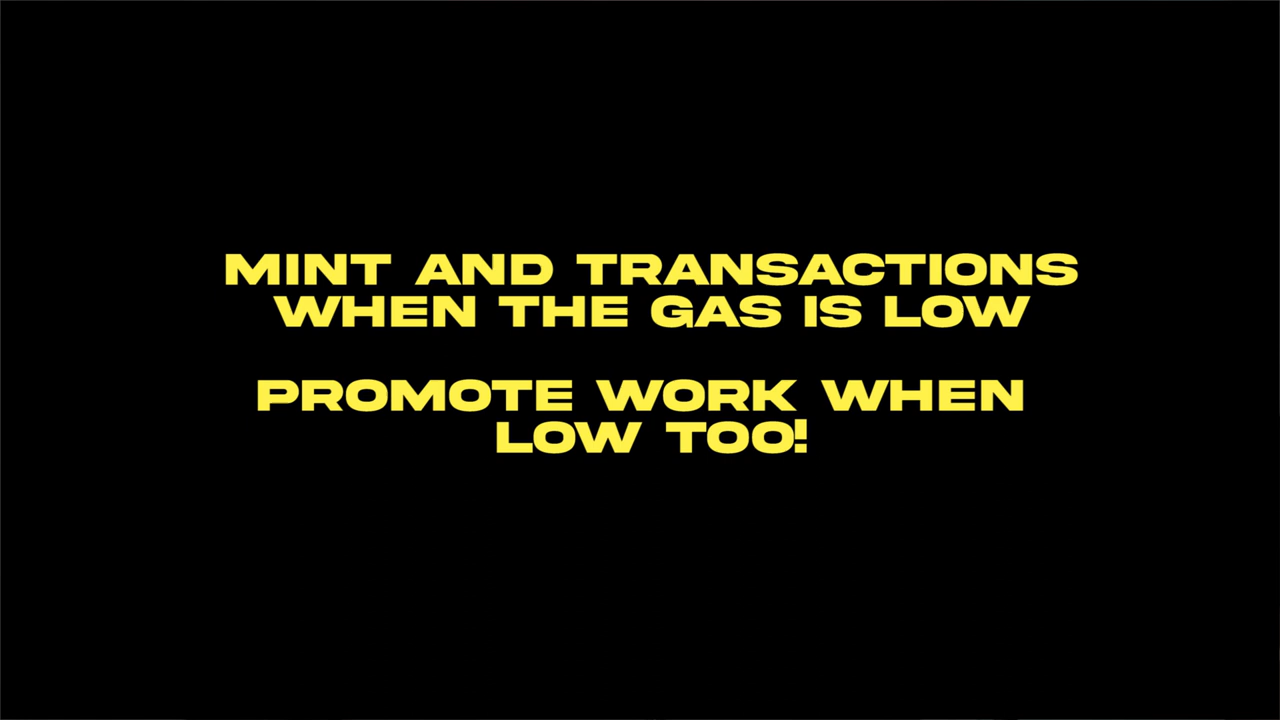 MINT AND TRANSACTIONS
WHEN THE GAS IS LOW
PROMOTE WORK WHEN
LOW TOO!